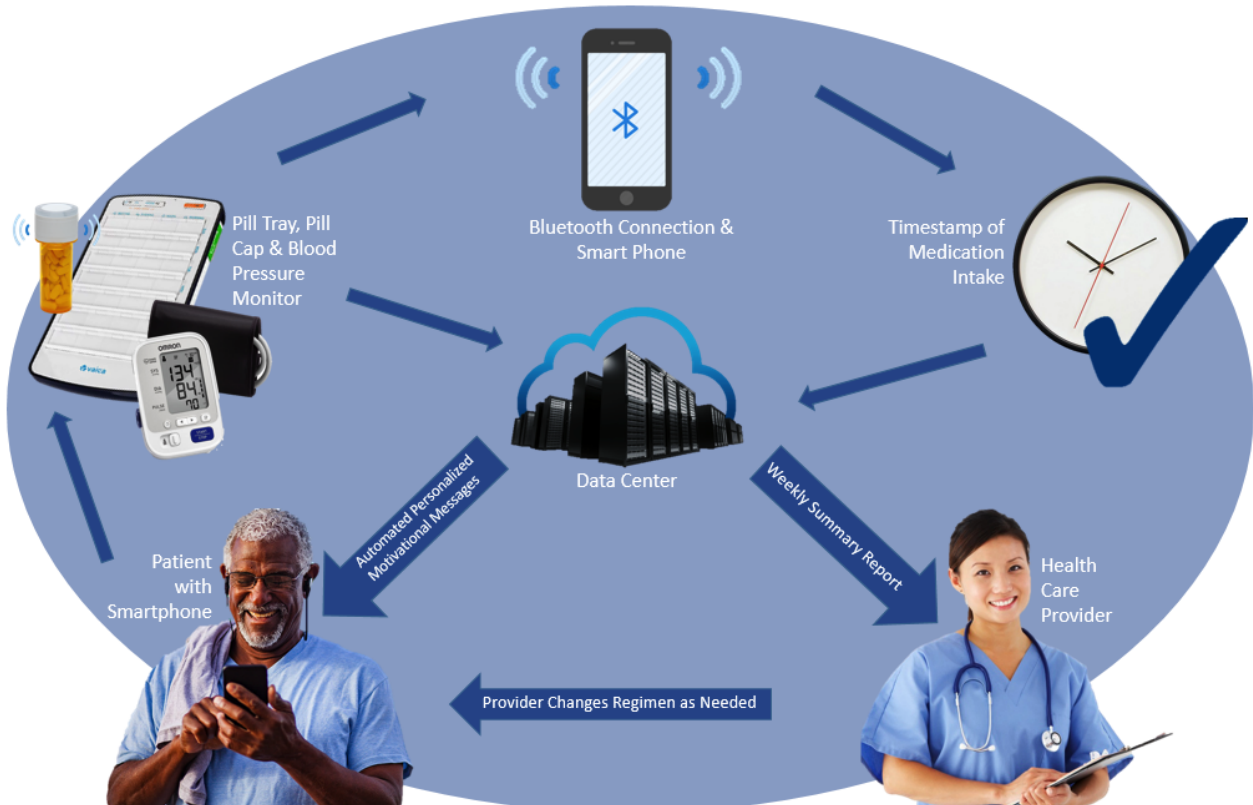 Bluetooth Connection &
Smart Phone
Pill Tray, Pill
Cap & Blood
Pressure
Monitor
Timestamp of
Medication
Intake
OMRON
134
84
70
vaica
Data Center
Automated Personalized
Motivational Messages
Weekly Summary Report
Patient
with
Smartphone
Health
Care
Provider
Provider Changes Regimen as Needed